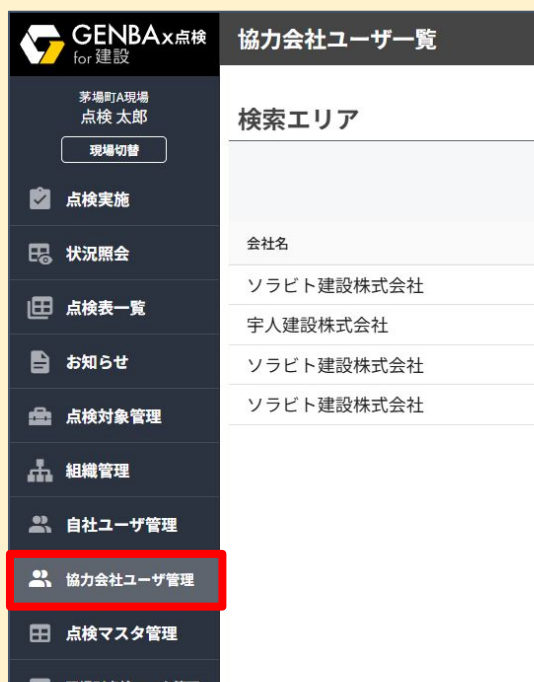 GENBAx点検
for 建設
茅場町A現場
点検 太郎
現場切替
点検実施
状況照会
点検表一覧
お知らせ
点検対象管理
組織管理
自社ユーザ管理
協力会社ユーザ管理
点検マスタ管理
協力会社ユーザ一覧
検索エリア
会社名
ソラビト建設株式会社
宇人建設株式会社
ソラビト建設株式会社
ソラビト建設株式会社